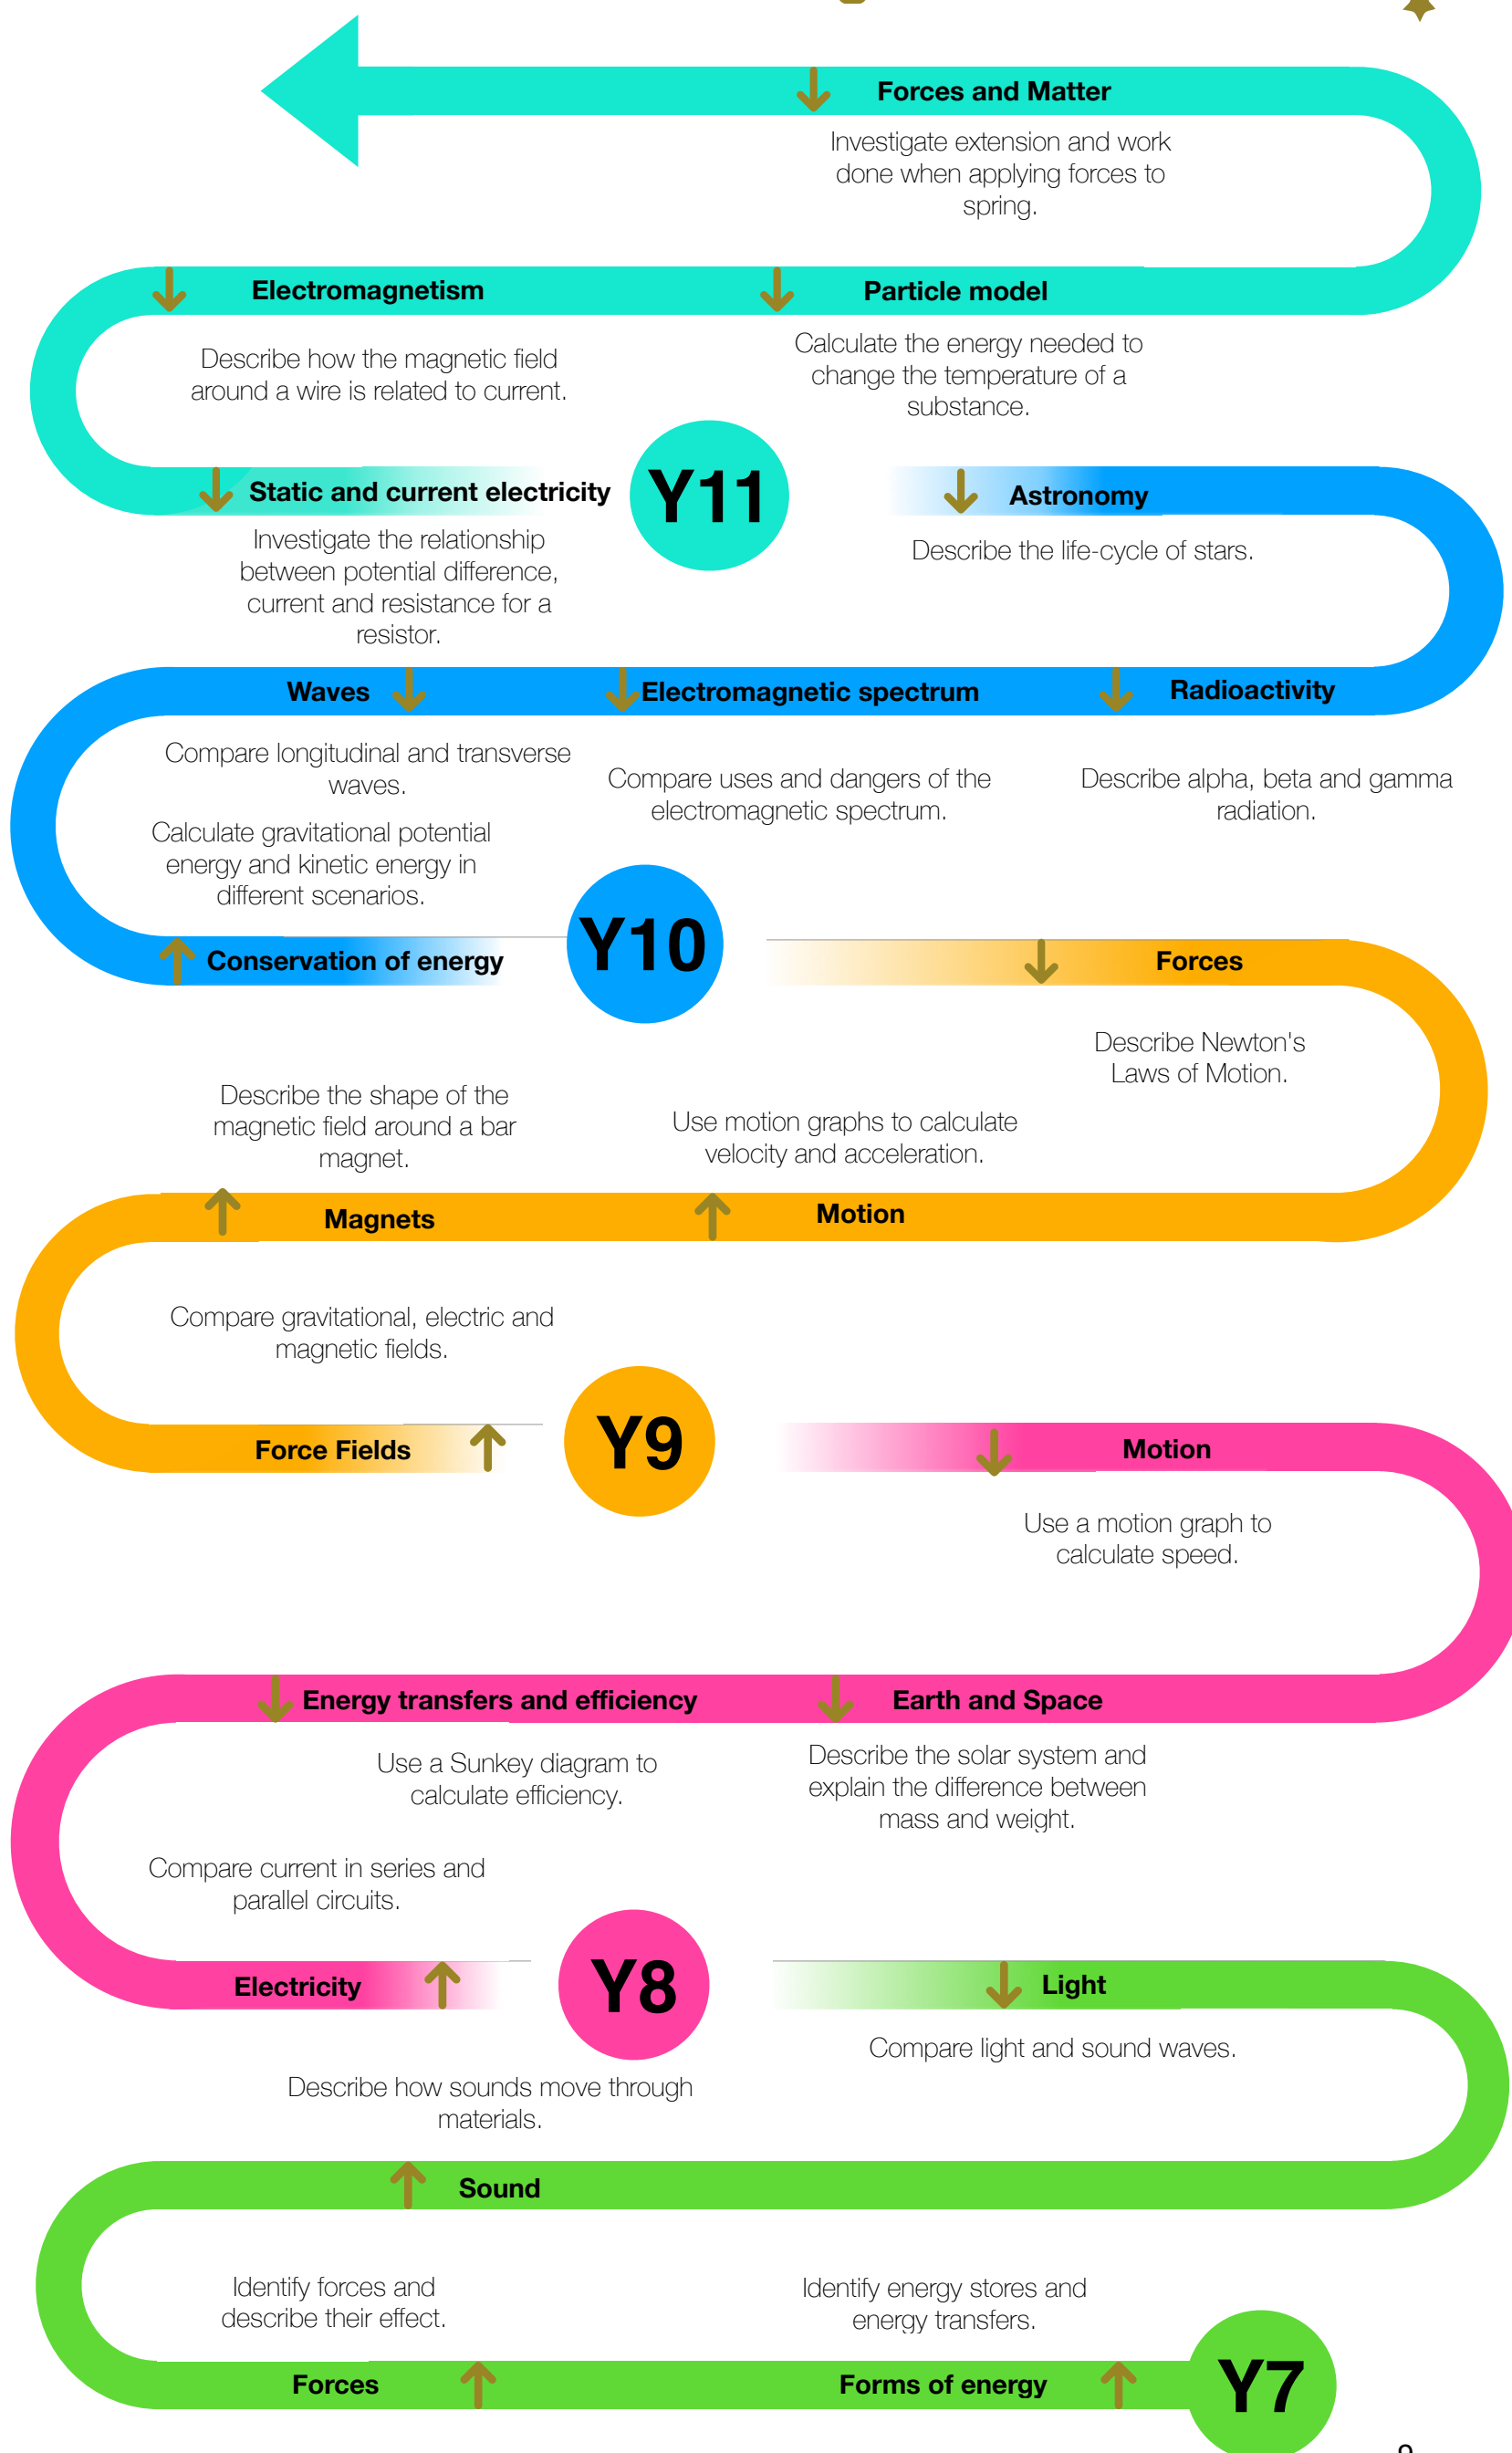 Forces and Matter
Investigate extension and work
done when applying forces to
spring.
Electromagnetism
Particle model
Describe how the magnetic field
around a wire is related to current.
Calculate the energy needed to
change the temperature of a
substance.
Static and current electricity
Y11
Astronomy
Investigate the relationship
between potential difference,
current and resistance for a
resistor.
Describe the life-cycle of stars.
Waves
Electromagnetic spectrum
Radioactivity
Compare longitudinal and transverse
waves.
Compare uses and dangers of the
electromagnetic spectrum.
Describe alpha, beta and gamma
radiation.
Calculate gravitational potential
energy and kinetic energy in
different scenarios.
Conservation of energy
Y10
Forces
Describe Newton's
Laws of Motion.
Describe the shape of the
magnetic field around a bar
magnet.
Use motion graphs to calculate
velocity and acceleration.
Magnets
Motion
Compare gravitational, electric and
magnetic fields.
Force Fields
Y9
Motion
Use a motion graph to
calculate speed.
Energy transfers and efficiency
Earth and Space
Use a Sunkey diagram to
calculate efficiency.
Describe the solar system and
explain the difference between
mass and weight.
Compare current in series and
parallel circuits.
Electricity
Y8
Light
Compare light and sound waves.
Describe how sounds move through
materials.
Sound
Identify forces and
describe their effect.
Identify energy stores and
energy transfers.
Forces
Forms of energy
Y7